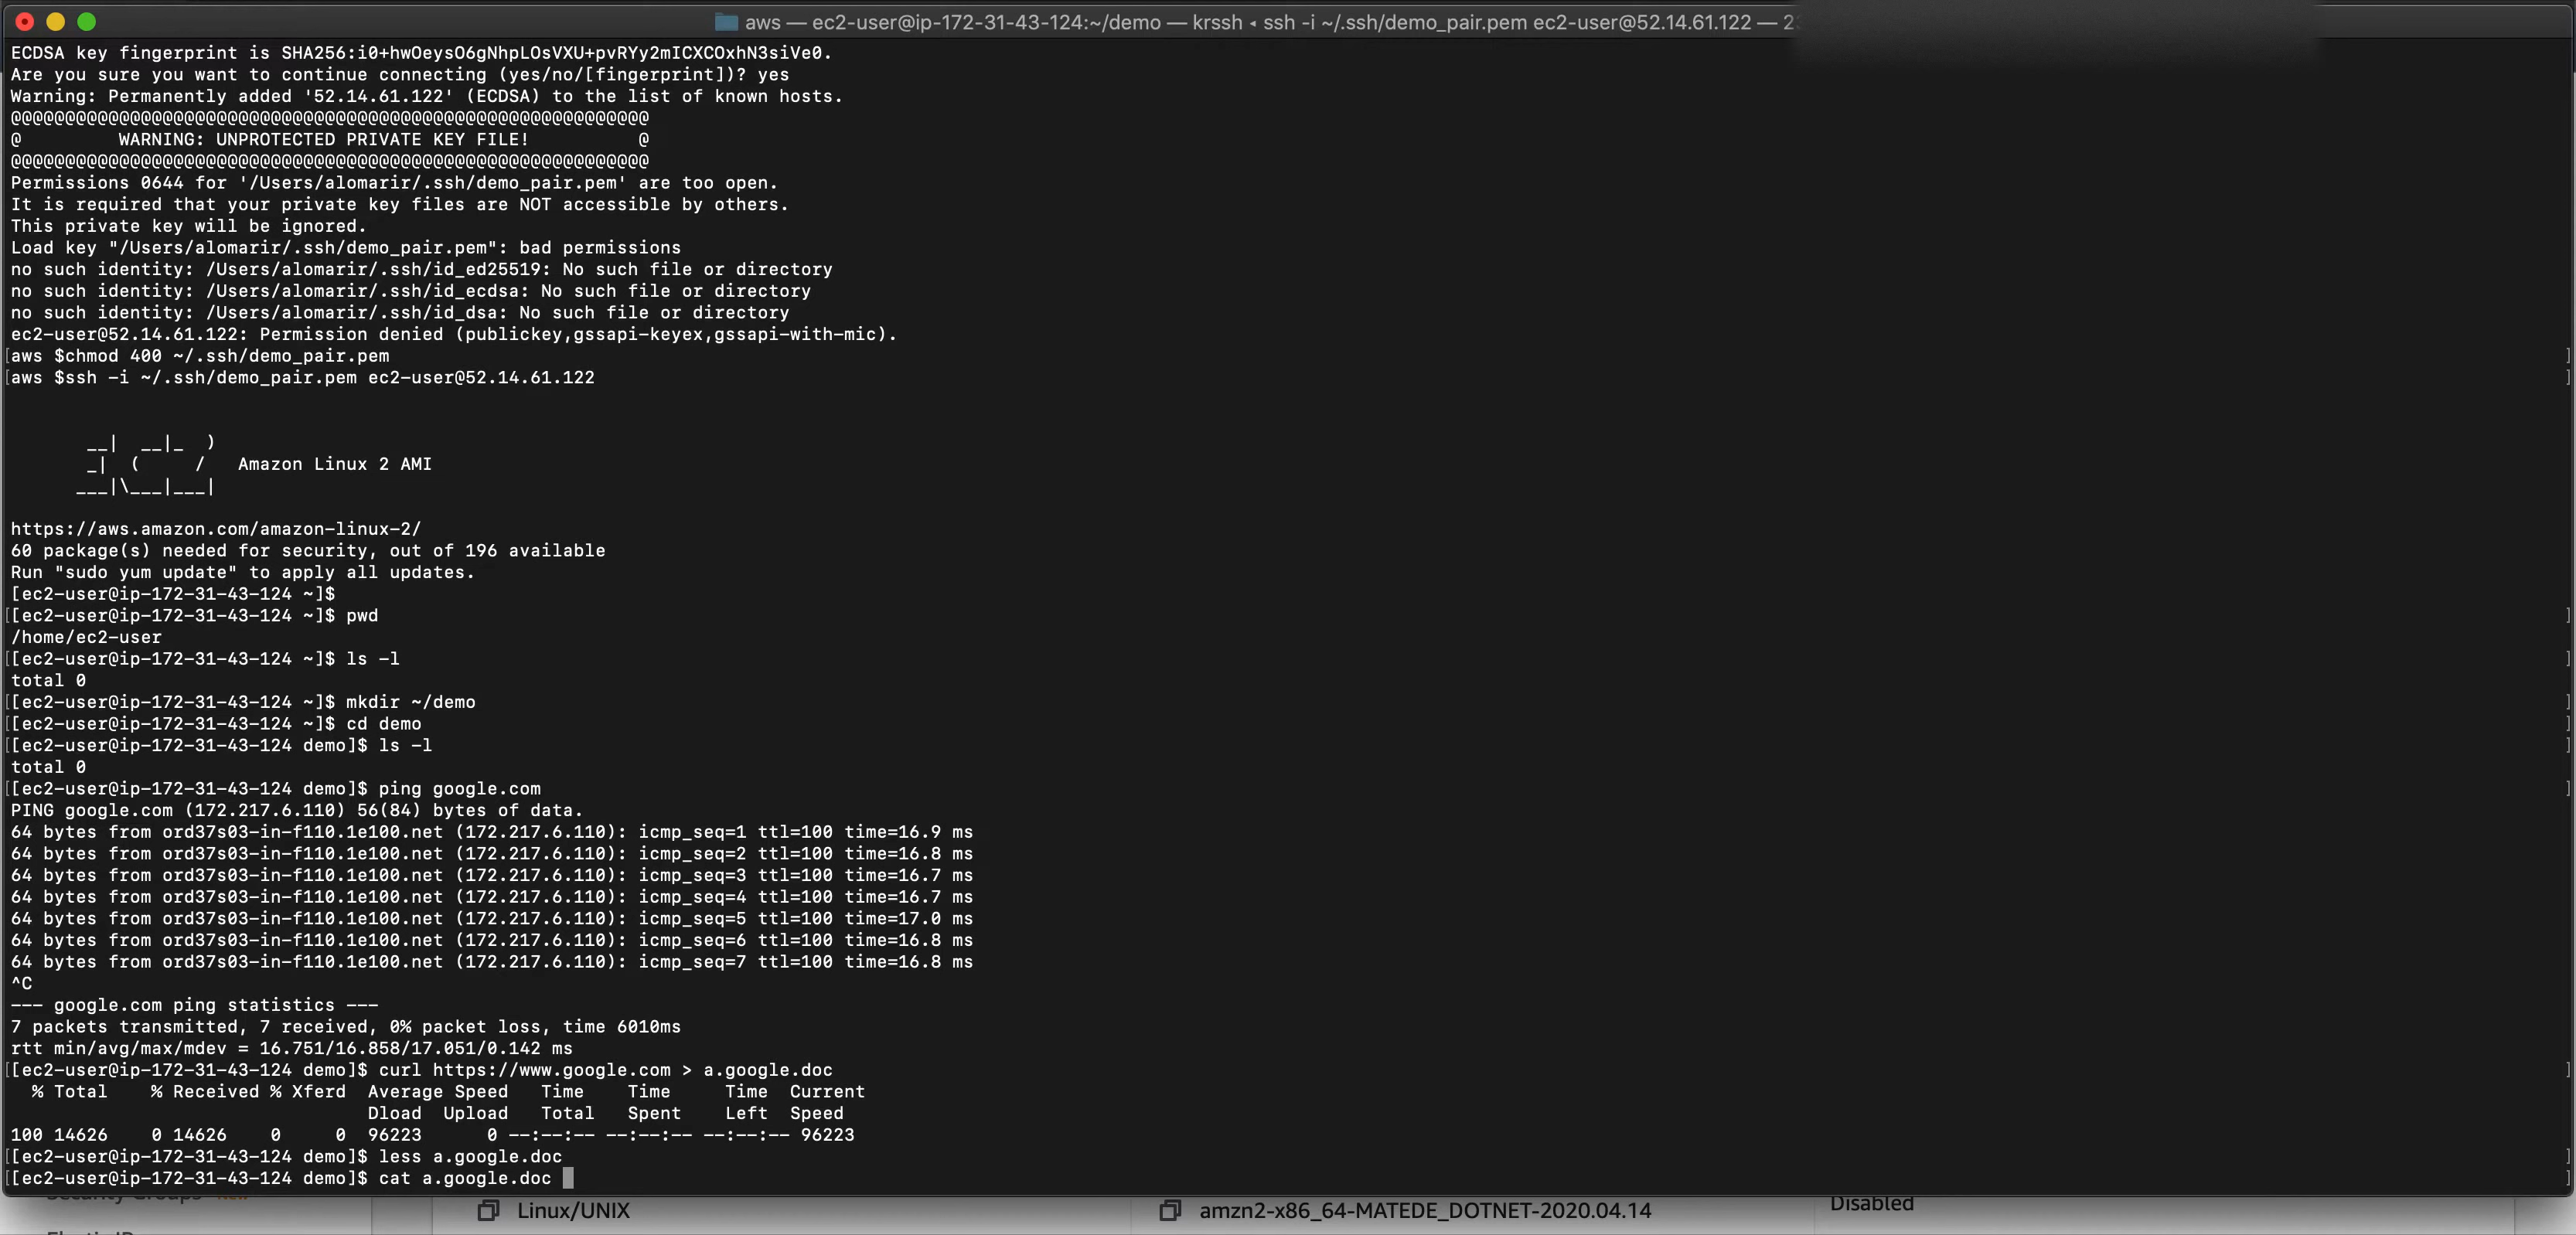 aws — ec2-user@ip-172-31-43-124:~/demo — krssh ◂ ssh -i ~/.ssh/demo_pair.pem ec2-user@52.14.61.122 —
ECDSA key fingerprint is SHA256:i0+hwOeysO6gNhpLOsVXU+pvRYy2mICXCOxhN3siVe0.
Are you sure you want to continue connecting (yes/no/[fingerprint])? yes
Warning: Permanently added '52.14.61.122' (ECDSA) to the list of known hosts.
@@@@@@@@@@@@@@@@@@@@@@@@@@@@@@@@@@@@@@@@@@@@@@@@@@@@@@@@@@@
@         WARNING: UNPROTECTED PRIVATE KEY FILE!          @
@@@@@@@@@@@@@@@@@@@@@@@@@@@@@@@@@@@@@@@@@@@@@@@@@@@@@@@@@@@
Permissions 0644 for '/Users/alomarir/.ssh/demo_pair.pem' are too open.
It is required that your private key files are NOT accessible by others.
This private key will be ignored.
Load key "/Users/alomarir/.ssh/demo_pair.pem": bad permissions
no such identity: /Users/alomarir/.ssh/id_ed25519: No such file or directory
no such identity: /Users/alomarir/.ssh/id_ecdsa: No such file or directory
no such identity: /Users/alomarir/.ssh/id_dsa: No such file or directory
ec2-user@52.14.61.122: Permission denied (publickey,gssapi-keyex,gssapi-with-mic).
[aws $chmod 400 ~/.ssh/demo_pair.pem ]
[aws $ssh -i ~/.ssh/demo_pair.pem ec2-user@52.14.61.122 ]
       __|  __|_  )
       _|  (     /   Amazon Linux 2 AMI
      ___|\___|___|
https://aws.amazon.com/amazon-linux-2/
60 package(s) needed for security, out of 196 available
Run "sudo yum update" to apply all updates.
[ec2-user@ip-172-31-43-124 ~]$
[[ec2-user@ip-172-31-43-124 ~]$ pwd ]
/home/ec2-user
[[ec2-user@ip-172-31-43-124 ~]$ ls -l ]
total 0
[[ec2-user@ip-172-31-43-124 ~]$ mkdir ~/demo ]
[[ec2-user@ip-172-31-43-124 ~]$ cd demo ]
[[ec2-user@ip-172-31-43-124 demo]$ ls -l ]
total 0
[[ec2-user@ip-172-31-43-124 demo]$ ping google.com ]
PING google.com (172.217.6.110) 56(84) bytes of data.
64 bytes from ord37s03-in-f110.1e100.net (172.217.6.110): icmp_seq=1 ttl=100 time=16.9 ms
64 bytes from ord37s03-in-f110.1e100.net (172.217.6.110): icmp_seq=2 ttl=100 time=16.8 ms
64 bytes from ord37s03-in-f110.1e100.net (172.217.6.110): icmp_seq=3 ttl=100 time=16.7 ms
64 bytes from ord37s03-in-f110.1e100.net (172.217.6.110): icmp_seq=4 ttl=100 time=16.7 ms
64 bytes from ord37s03-in-f110.1e100.net (172.217.6.110): icmp_seq=5 ttl=100 time=17.0 ms
64 bytes from ord37s03-in-f110.1e100.net (172.217.6.110): icmp_seq=6 ttl=100 time=16.8 ms
64 bytes from ord37s03-in-f110.1e100.net (172.217.6.110): icmp_seq=7 ttl=100 time=16.8 ms
^C
--- google.com ping statistics ---
7 packets transmitted, 7 received, 0% packet loss, time 6010ms
rtt min/avg/max/mdev = 16.751/16.858/17.051/0.142 ms
[[ec2-user@ip-172-31-43-124 demo]$ curl https://www.google.com > a.google.doc ]
  % Total    % Received % Xferd  Average Speed   Time    Time     Time  Current
                                 Dload  Upload   Total   Spent    Left  Speed
100 14626    0 14626    0     0  96223      0 --:--:-- --:--:-- --:--:-- 96223
[[ec2-user@ip-172-31-43-124 demo]$ less a.google.doc ]
[[ec2-user@ip-172-31-43-124 demo]$ cat a.google.doc ]
Security Groups New
Linux/UNIX amzn2-x86_64-MATEDE_DOTNET-2020.04.14 Disabled